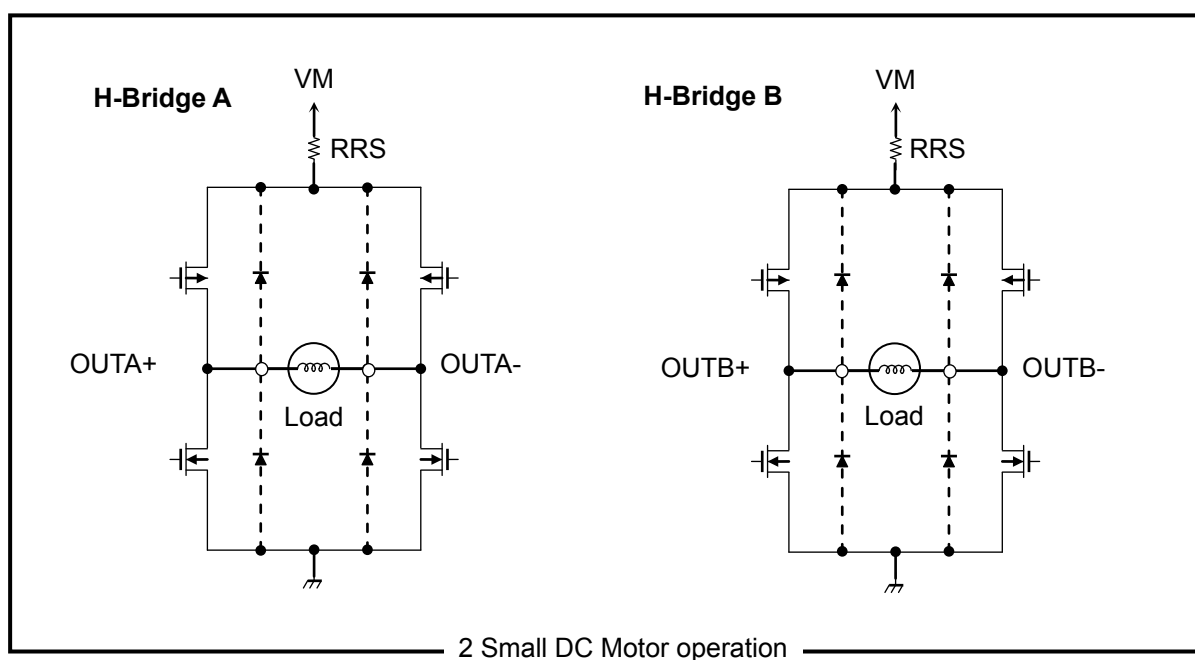 H-Bridge A
VM
RRS
OUTA+
OUTA-
Load
H-Bridge B
VM
RRS
OUTB+
OUTB-
Load
2 Small DC Motor operation